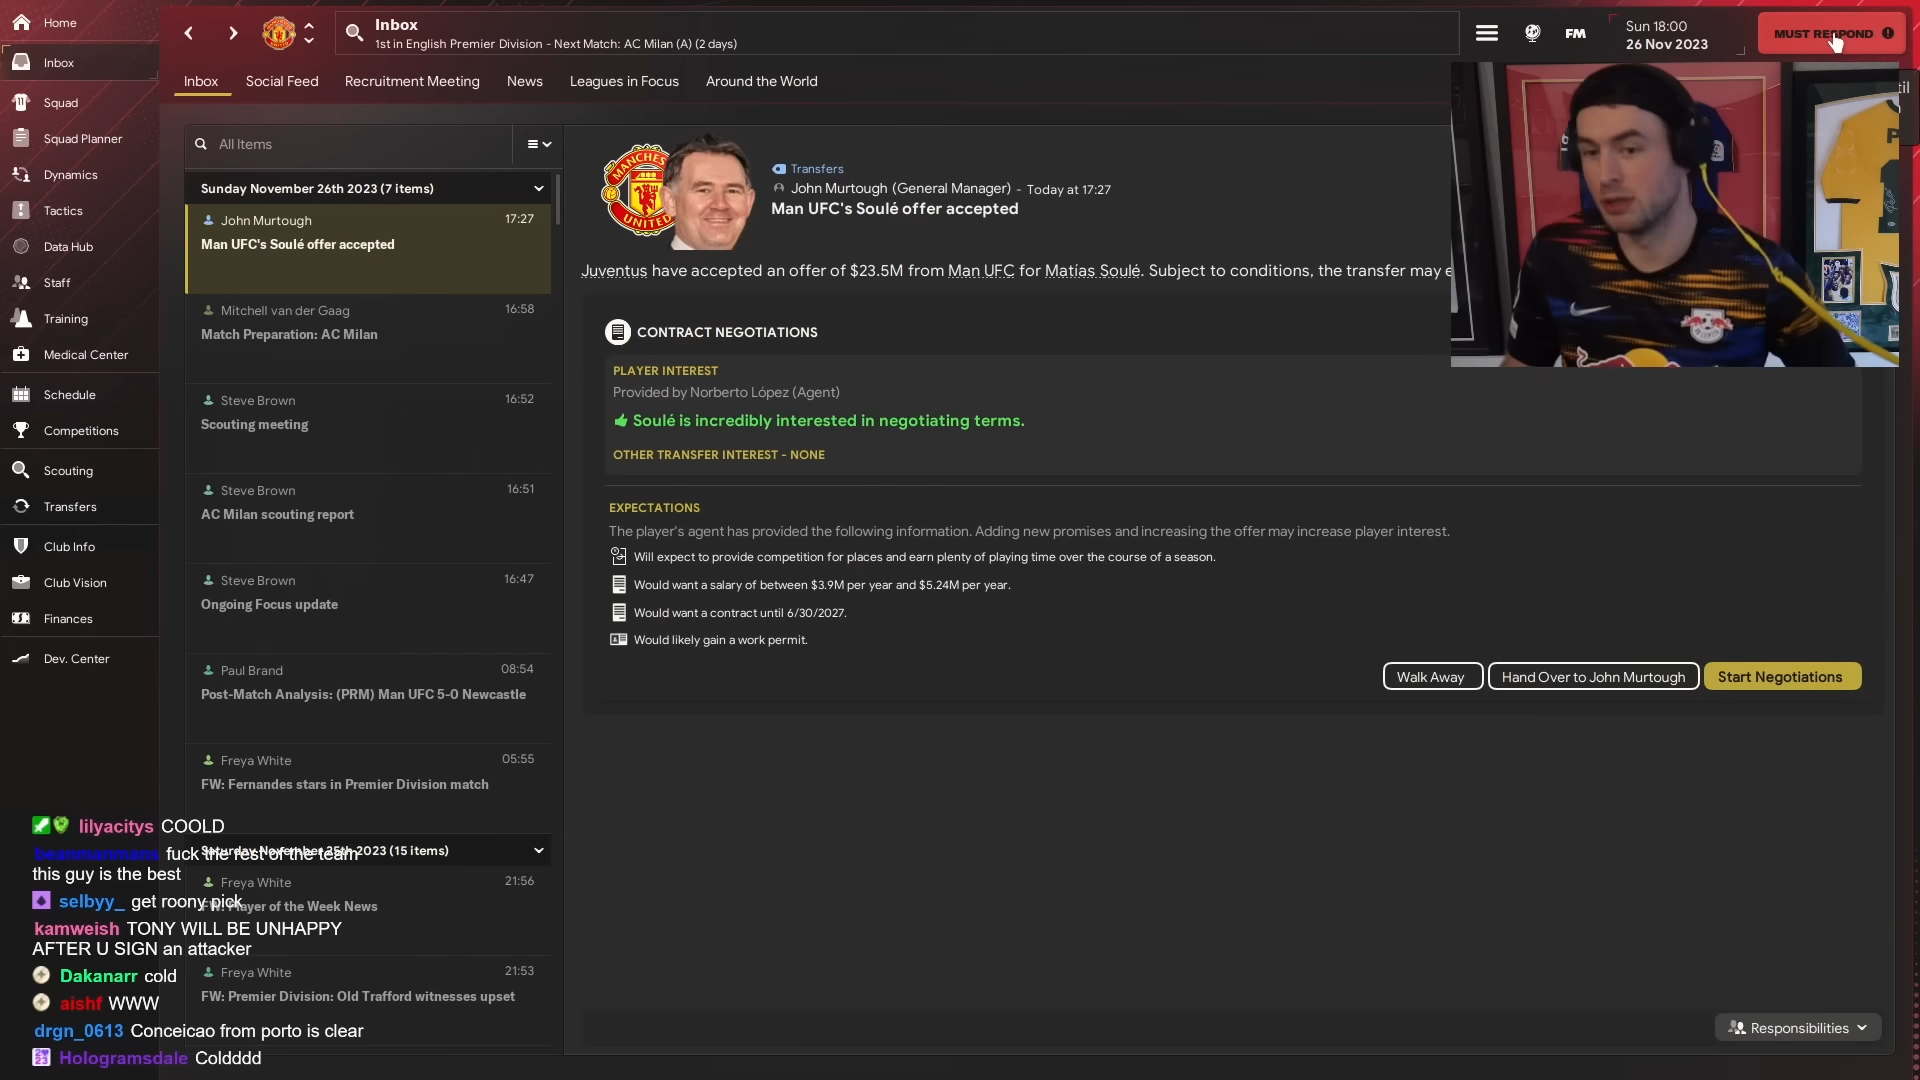 Home
Inbox
Squad
Squad Planner
Dynamics
Tactics
Data Hub
Staff
Training
Medical Center
Schedule
Competitions
Scouting
Transfers
Club Info
Club Vision
Finances
Dev. Center
Inbox
1st in English Premier Division - Next Match: AC Milan (A) (2 days)
FM
Sun 18:00
26 Nov 2023
MUST RESPOND
Inbox
Social Feed
Recruitment Meeting
News
Leagues in Focus
Around the World
All Items
Sunday November 26th 2023 (7 items)
John Murtough 17:27
Man UFC's Soulé offer accepted
Mitchell van der Gaag 16:58
Match Preparation: AC Milan
Steve Brown 16:52
Scouting meeting
Steve Brown 16:51
AC Milan scouting report
Steve Brown 16:47
Ongoing Focus update
Paul Brand 08:54
Post-Match Analysis: (PRM) Man UFC 5-0 Newcastle
Freya White 05:55
FW: Fernandes stars in Premier Division match
Saturday November 25th 2023 (15 items)
Freya White 21:56
FW: Player of the Week News
Freya White 21:53
FW: Premier Division: Old Trafford witnesses upset
MANCHES
UNITED
Transfers
John Murtough (General Manager) - Today at 17:27
Man UFC's Soulé offer accepted
Juventus have accepted an offer of $23.5M from Man UFC for Matías Soulé. Subject to conditions, the transfer may
CONTRACT NEGOTIATIONS
PLAYER INTEREST
Provided by Norberto López (Agent)
Soulé is incredibly interested in negotiating terms.
OTHER TRANSFER INTEREST - NONE
EXPECTATIONS
The player's agent has provided the following information. Adding new promises and increasing the offer may increase player interest.
Will expect to provide competition for places and earn plenty of playing time over the course of a season.
Would want a salary of between $3.9M per year and $5.24M per year.
Would want a contract until 6/30/2027.
Would likely gain a work permit.
Walk Away
Hand Over to John Murtough
Start Negotiations
Responsibilities
lilyacitys COOLD
beanmanmans fuck the rest of the team
this guy is the best
selbyy_ get roony pick
kamweish TONY WILL BE UNHAPPY
AFTER U SIGN an attacker
Dakanarr cold
aishf WWW
drgn_0613 Conceicao from porto is clear
Hologramsdale Coldddd